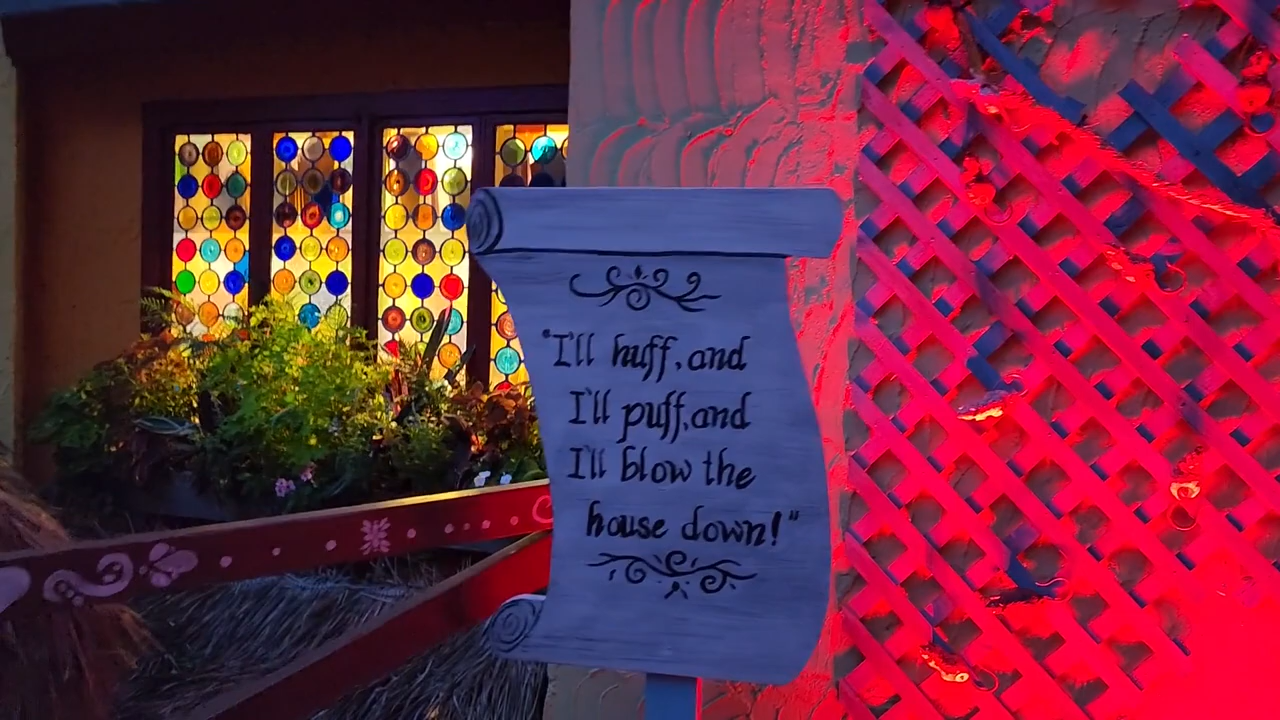 "I'll huff, and
I'll puff, and
I'll blow the
house down!"